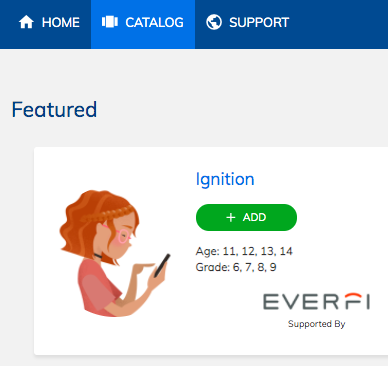 HOME CATALOG SUPPORT
Featured
Ignition
+ ADD
Age: 11, 12, 13, 14
Grade: 6, 7, 8, 9
EVERFI
Supported By